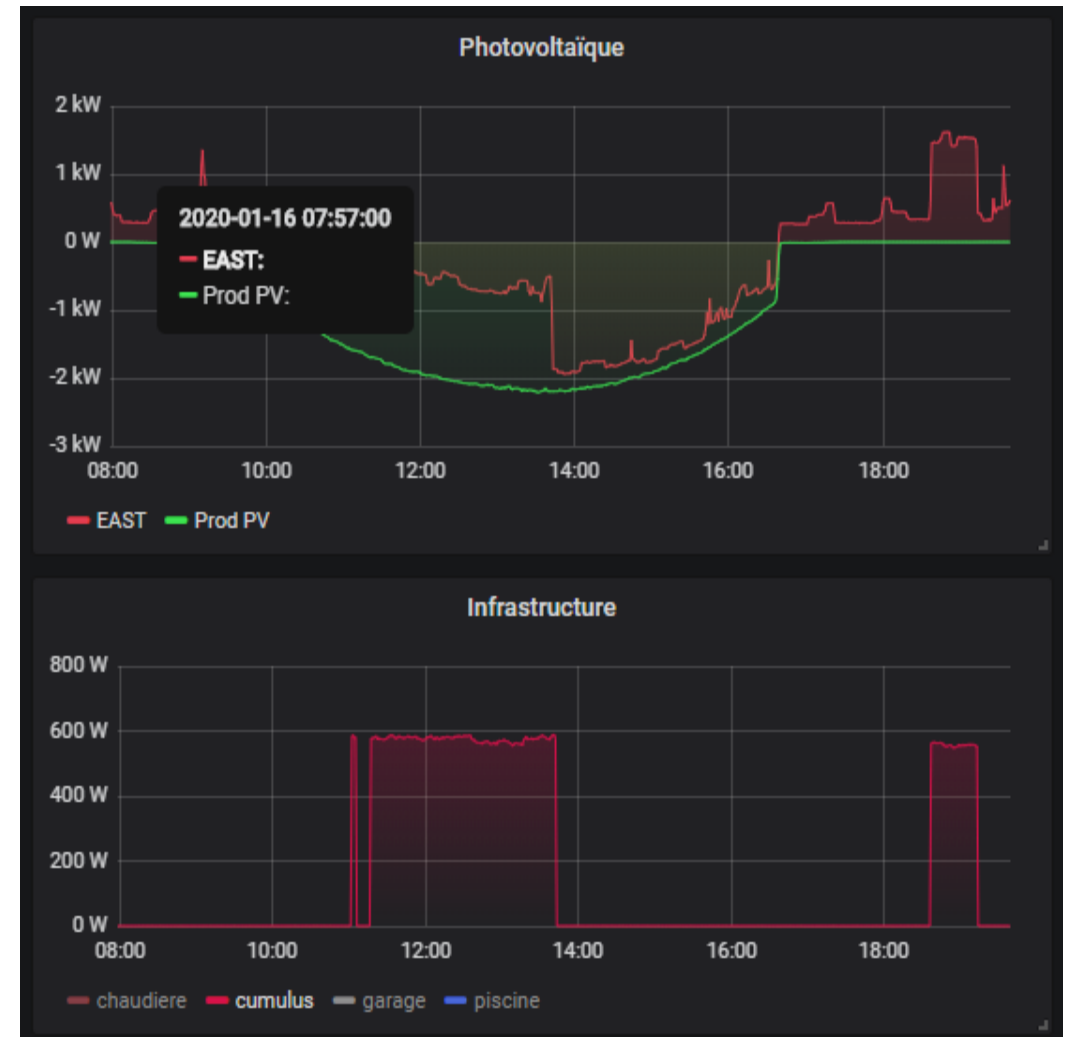 Photovoltaïque
2 kW
1 kW
0 W
-1 kW
-2 kW
-3 kW
2020-01-16 07:57:00
EAST:
Prod PV:
08:00 10:00 12:00 14:00 16:00 18:00
EAST Prod PV
Infrastructure
800 W
600 W
400 W
200 W
0 W
08:00 10:00 12:00 14:00 16:00 18:00
chaudiere cumulus garage piscine